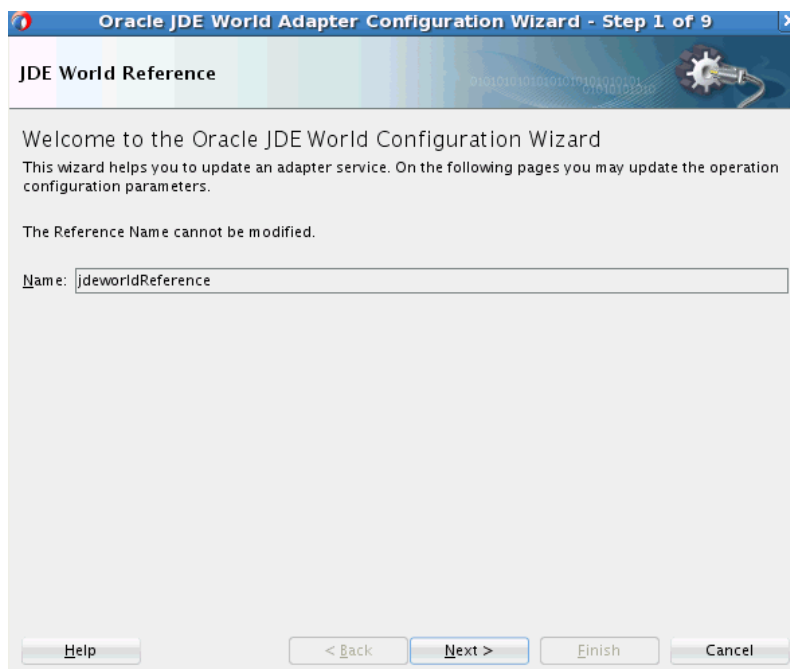 Oracle JDE World Adapter Configuration Wizard - Step 1 of 9
JDE World Reference
Welcome to the Oracle JDE World Configuration Wizard
This wizard helps you to update an adapter service. On the following pages you may update the operation
configuration parameters.
The Reference Name cannot be modified.
Name: jdeworldReference
Help < Back Next > Finish Cancel